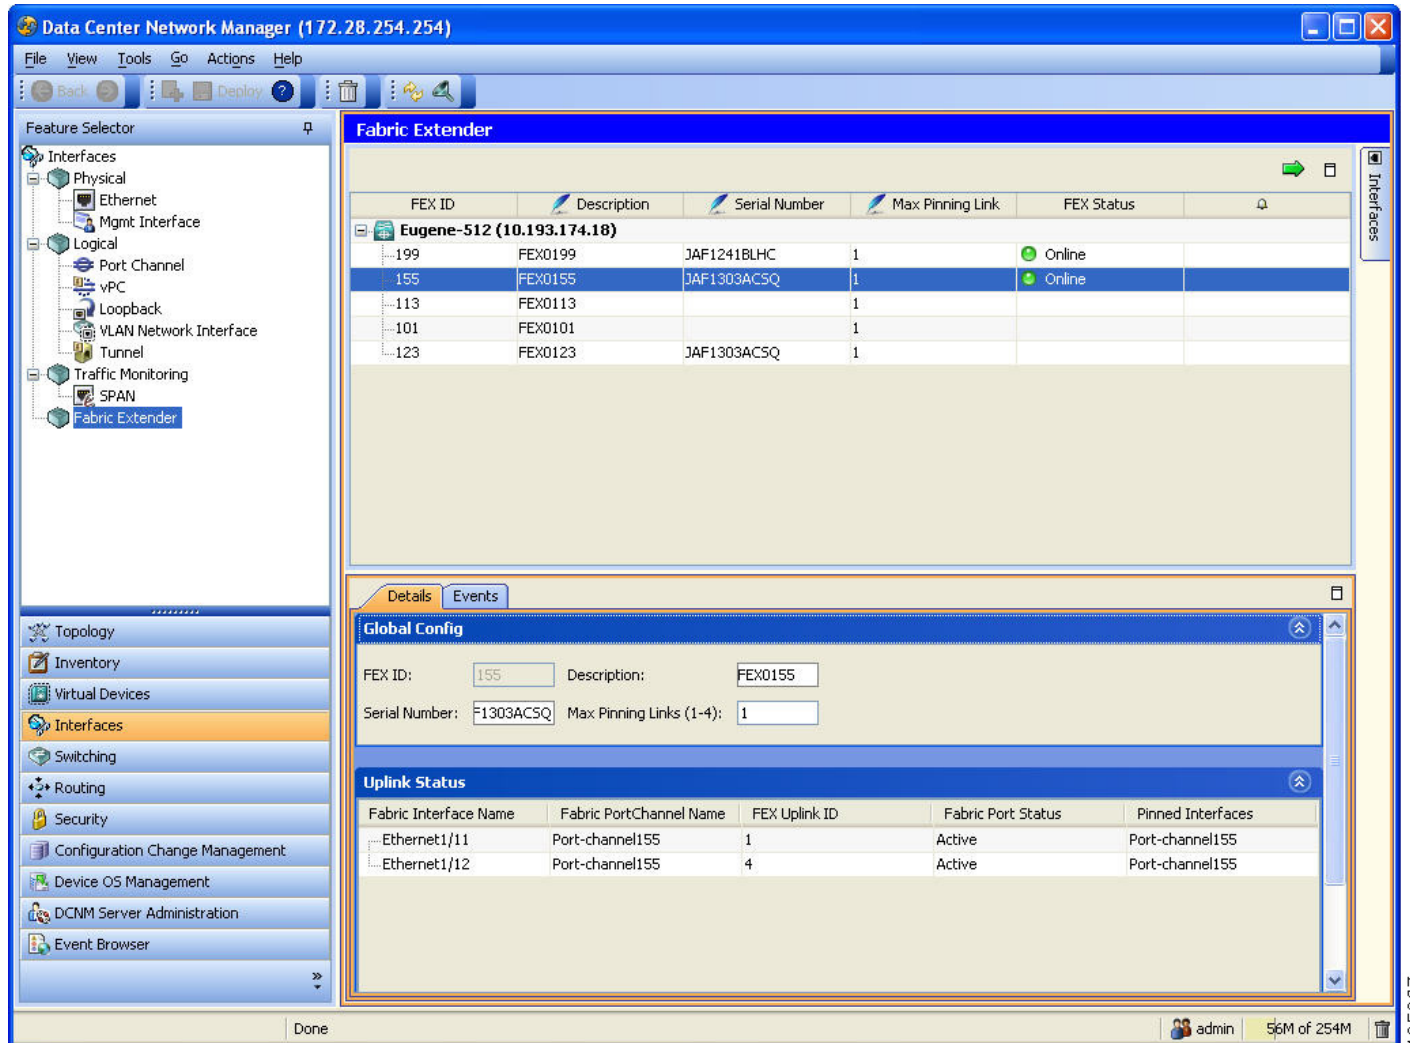 Data Center Network Manager (172.28.254.254)
File View Tools Go Actions Help
Back Deploy
Feature Selector
Interfaces
Physical
Ethernet
Mgmt Interface
Logical
Port Channel
vPC
Loopback
VLAN Network Interface
Tunnel
Traffic Monitoring
SPAN
Fabric Extender
Topology
Inventory
Virtual Devices
Interfaces
Switching
Routing
Security
Configuration Change Management
Device OS Management
DCNM Server Administration
Event Browser
Fabric Extender
Interfaces
FEX ID Description Serial Number Max Pinning Link FEX Status
Eugene-512 (10.193.174.18)
199 FEX0199 JAF1241BLHC 1 Online
155 FEX0155 JAF1303ACSQ 1 Online
113 FEX0113 1
101 FEX0101 1
123 FEX0123 JAF1303ACSQ 1
Details Events
Global Config
FEX ID: 155 Description: FEX0155
Serial Number: F1303ACSQ Max Pinning Links (1-4): 1
Uplink Status
Fabric Interface Name Fabric PortChannel Name FEX Uplink ID Fabric Port Status Pinned Interfaces
Ethernet1/11 Port-channel155 1 Active Port-channel155
Ethernet1/12 Port-channel155 4 Active Port-channel155
Done admin 56M of 254M